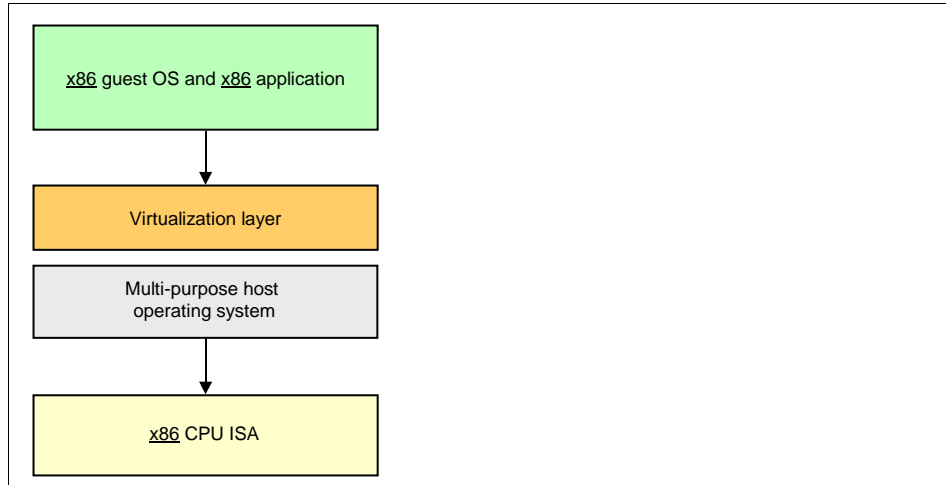 x86 guest OS and x86 application
Virtualization layer
Multi-purpose host
operating system
x86 CPU ISA